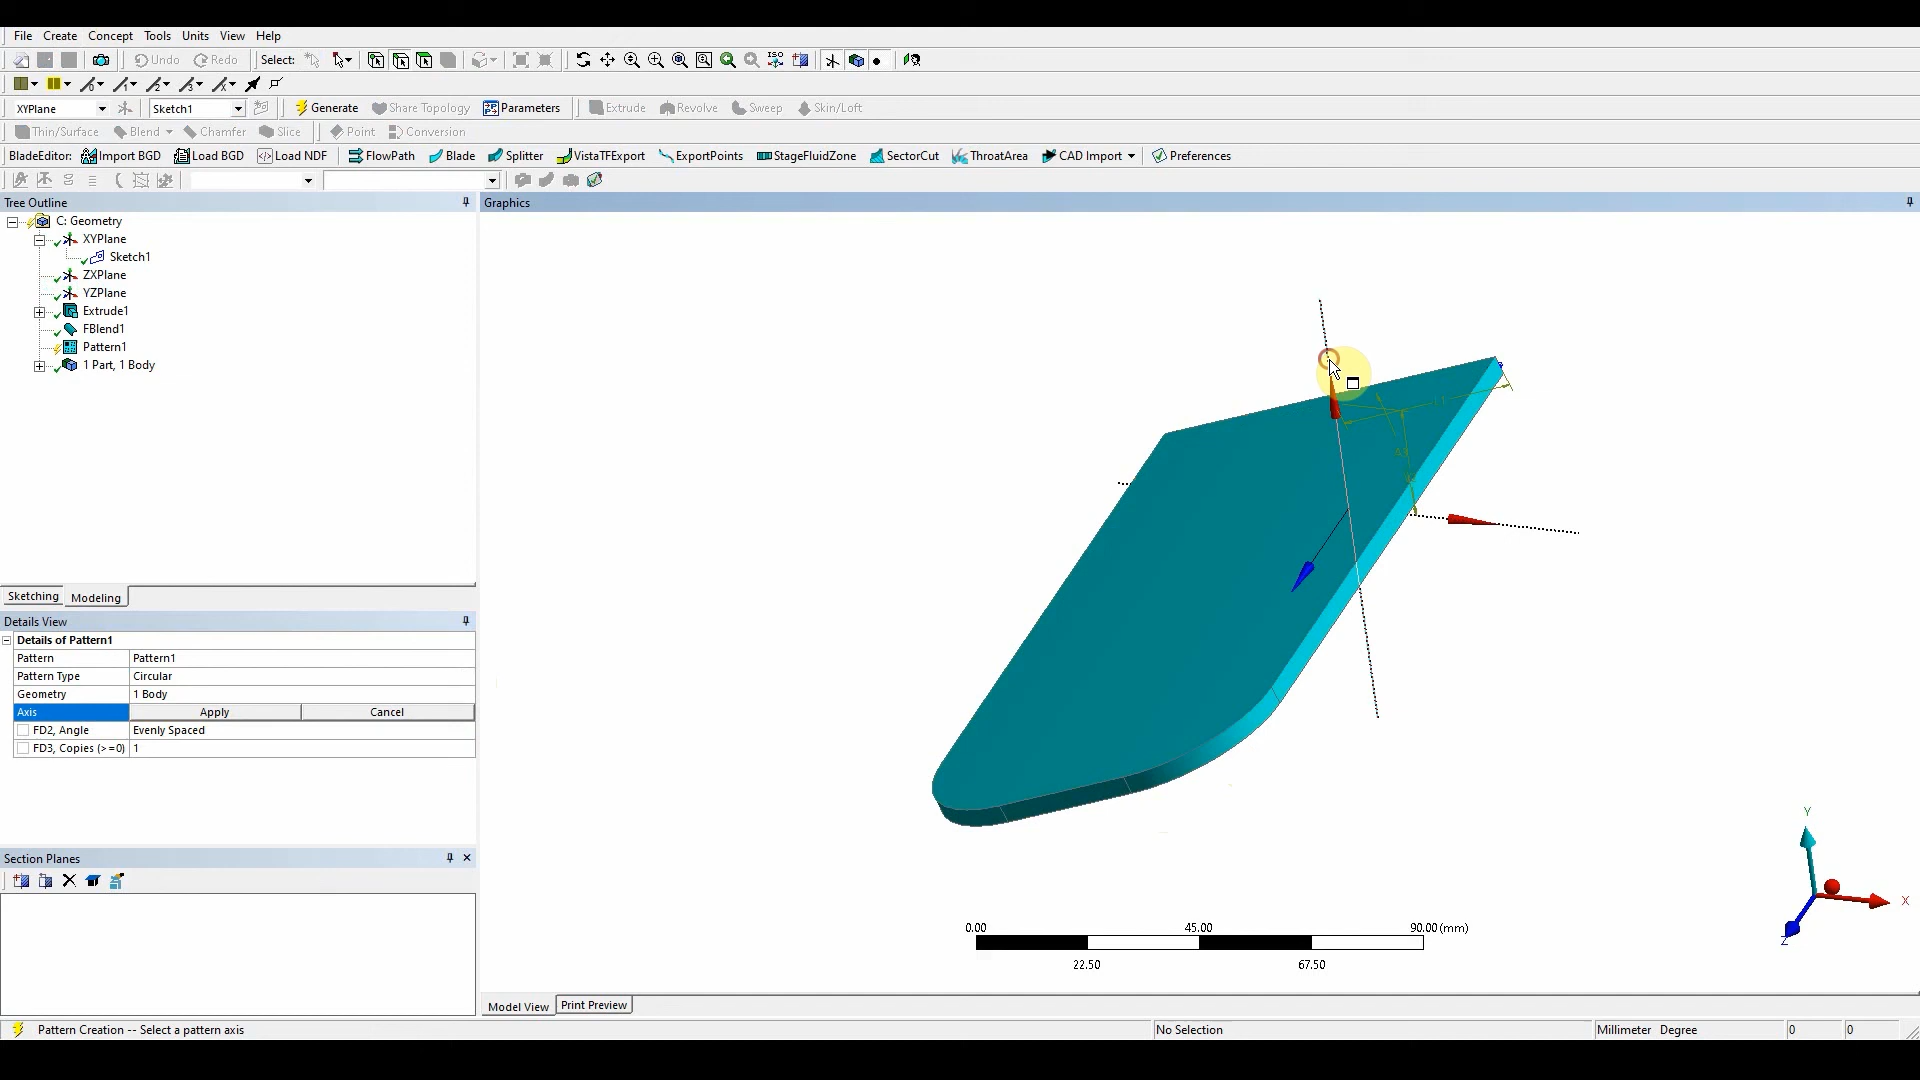 File Create Concept Tools Units View Help
Undo Redo Select: ISO
XYPlane Sketch1 Generate Share Topology Parameters Extrude Revolve Sweep Skin/Loft
Thin/Surface Blend Chamfer Slice Point Conversion
BladeEditor: Import BGD Load BGD Load NDF FlowPath Blade Splitter VistaTFExport ExportPoints StageFluidZone SectorCut ThroatArea CAD Import Preferences
Tree Outline
Graphics
C: Geometry
XYPlane
Sketch1
ZXPlane
YZPlane
Extrude1
FBlend1
Pattern1
1 Part, 1 Body
Sketching Modeling
Details View
Details of Pattern1
Pattern Pattern1
Pattern Type Circular
Geometry 1 Body
Axis Apply Cancel
FD2, Angle Evenly Spaced
FD3, Copies (>=0) 1
Section Planes
Y
X
Z
0.00 45.00 90.00 (mm)
22.50 67.50
Model View Print Preview
Pattern Creation -- Select a pattern axis No Selection Millimeter Degree 0 0